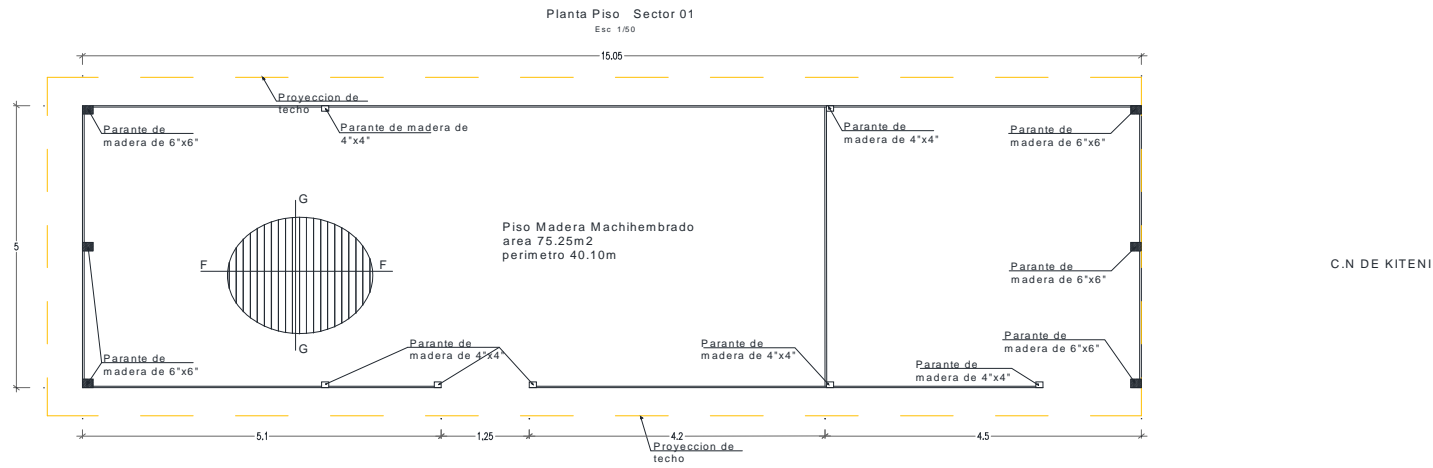 Planta Piso Sector 01
Esc 1/50
15.05
Proyeccion de
techo
Parante de
madera de 6"x6"
Parante de madera de
4"x4"
Parante de
madera de 4"x4"
Parante de
madera de 6"x6"
G
F
F
G
Piso Madera Machihembrado
area 75.25m2
perimetro 40.10m
5
Parante de
madera de 6"x6"
C.N DE KITENI
Parante de
madera de 6"x6"
Parante de
madera de 4"x4"
Parante de
madera de 4"x4"
Parante de
madera de 4"x4"
Parante de
madera de 6"x6"
5.1
1.25
4.2
4.5
Proyeccion de
techo